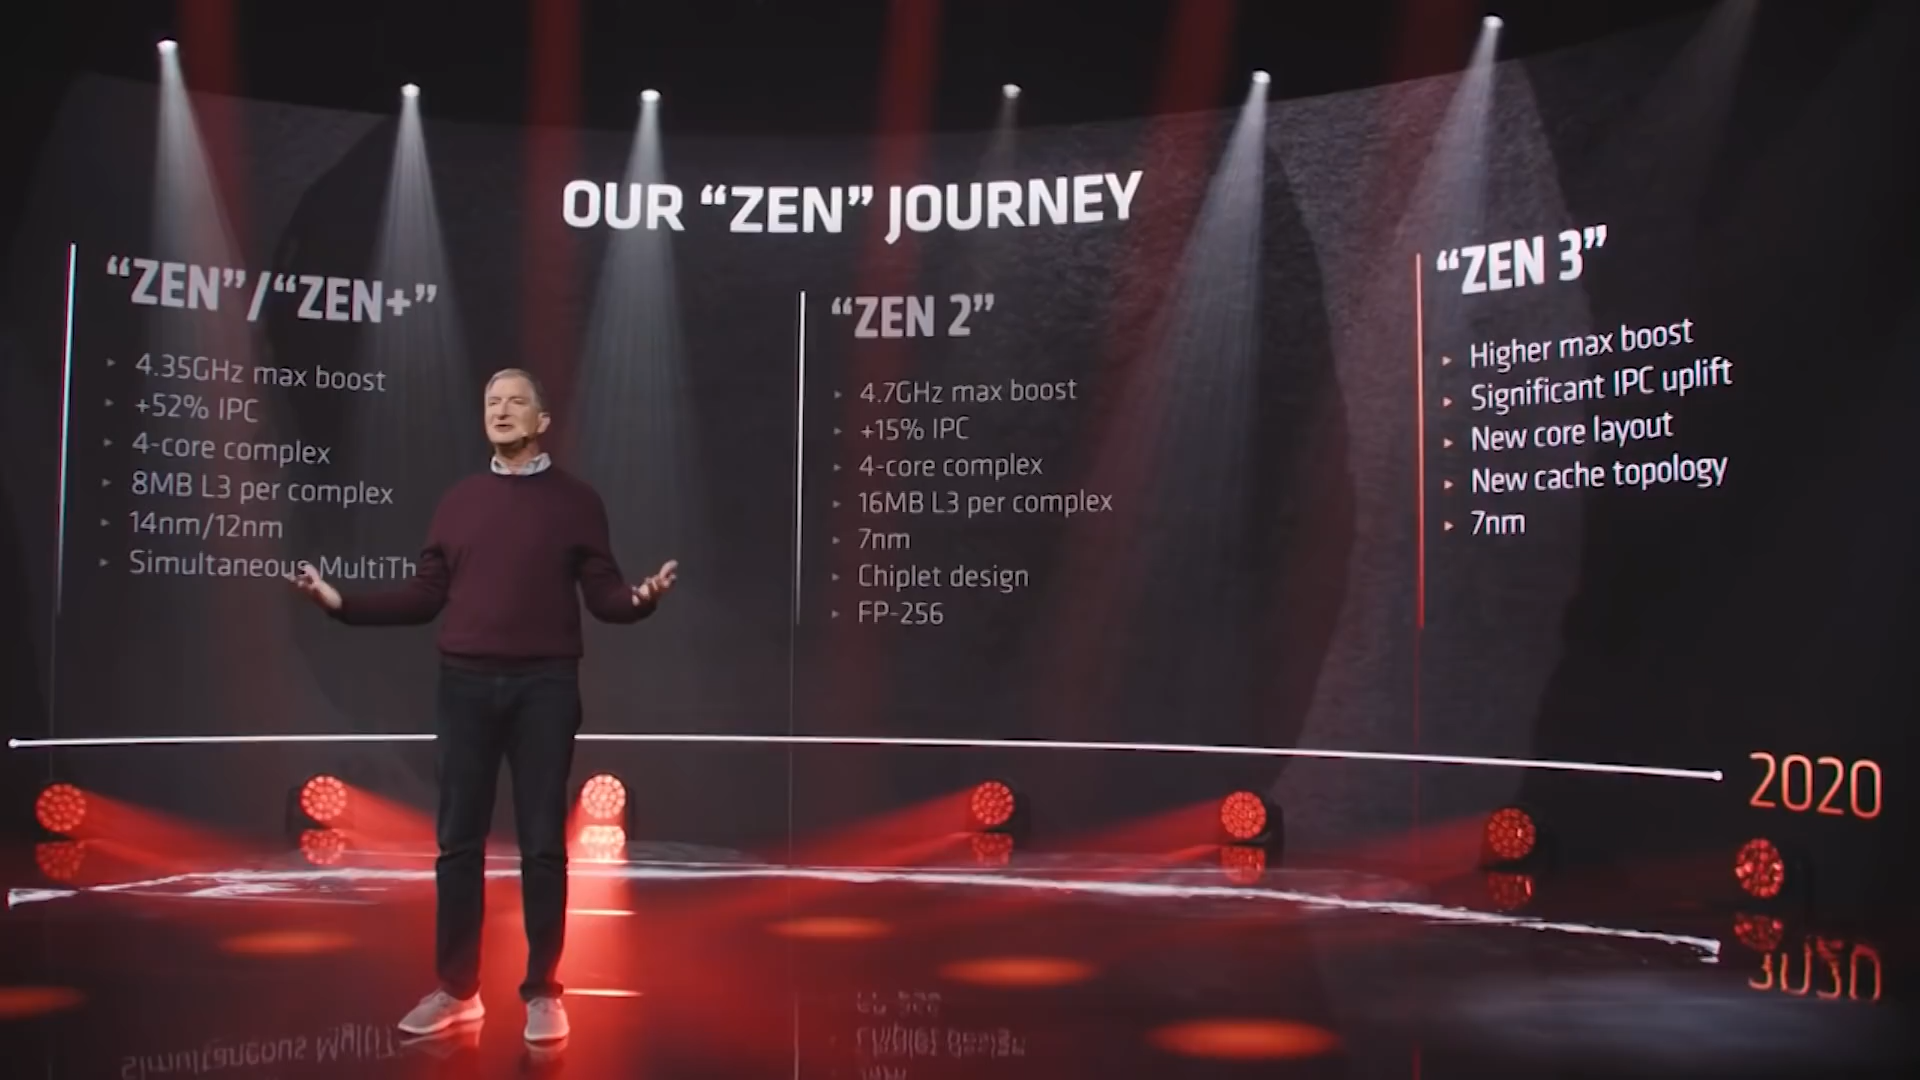 OUR “ZEN” JOURNEY
“ZEN”/“ZEN+”
4.35GHz max boost
+52% IPC
4-core complex
8MB L3 per complex
14nm/12nm
Simultaneous MultiTh
“ZEN 2”
4.7GHz max boost
+15% IPC
4-core complex
16MB L3 per complex
7nm
Chiplet design
FP-256
“ZEN 3”
Higher max boost
Significant IPC uplift
New core layout
New cache topology
7nm
2020